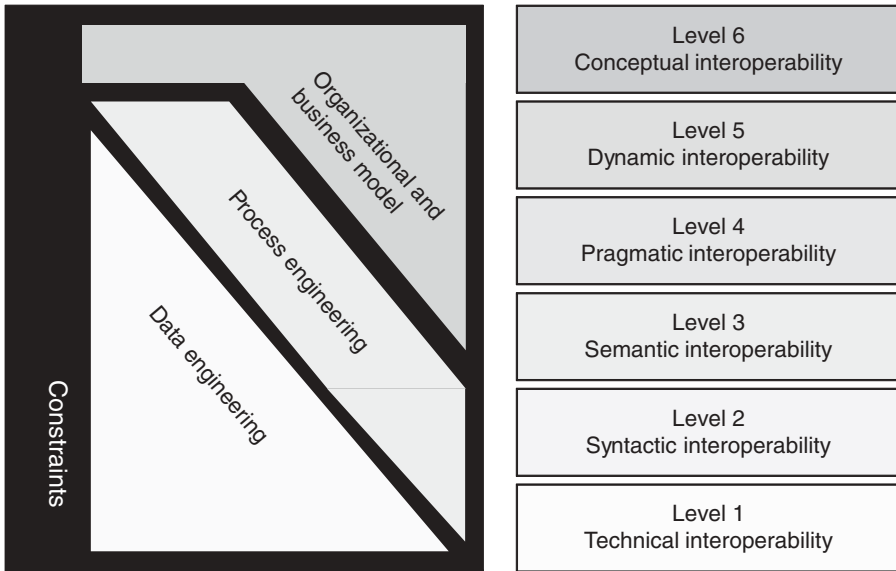 Organizational and
business model
Process engineering
Data engineering
Constraints
Level 6
Conceptual interoperability
Level 5
Dynamic interoperability
Level 4
Pragmatic interoperability
Level 3
Semantic interoperability
Level 2
Syntactic interoperability
Level 1
Technical interoperability